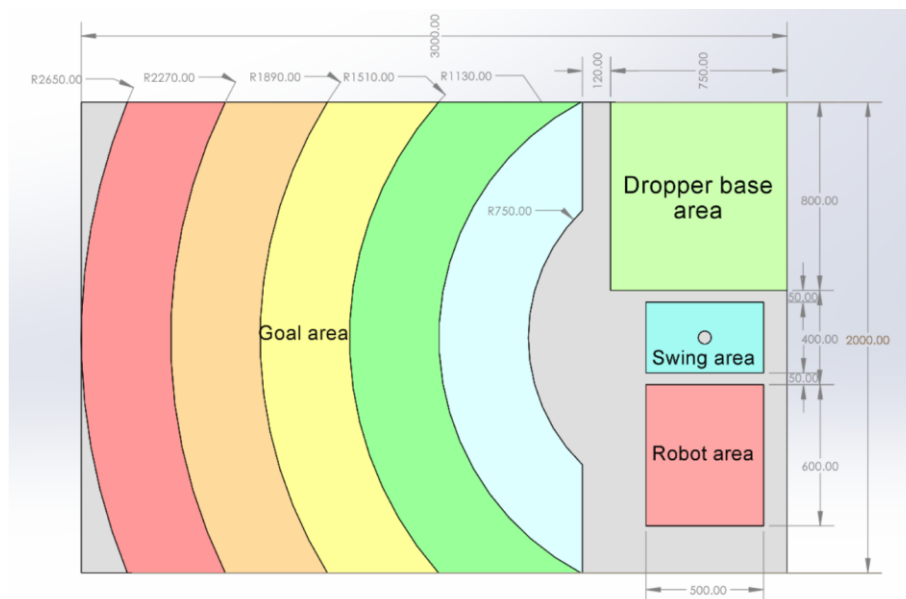 3000.00
R2650.00
R2270.00
R1890.00
R1510.00
R1130.00
120.00
750.00
Dropper base
area
800.00
R750.00
50.00
Goal area
Swing area
400.00
2000.00
50.00
Robot area
600.00
500.00